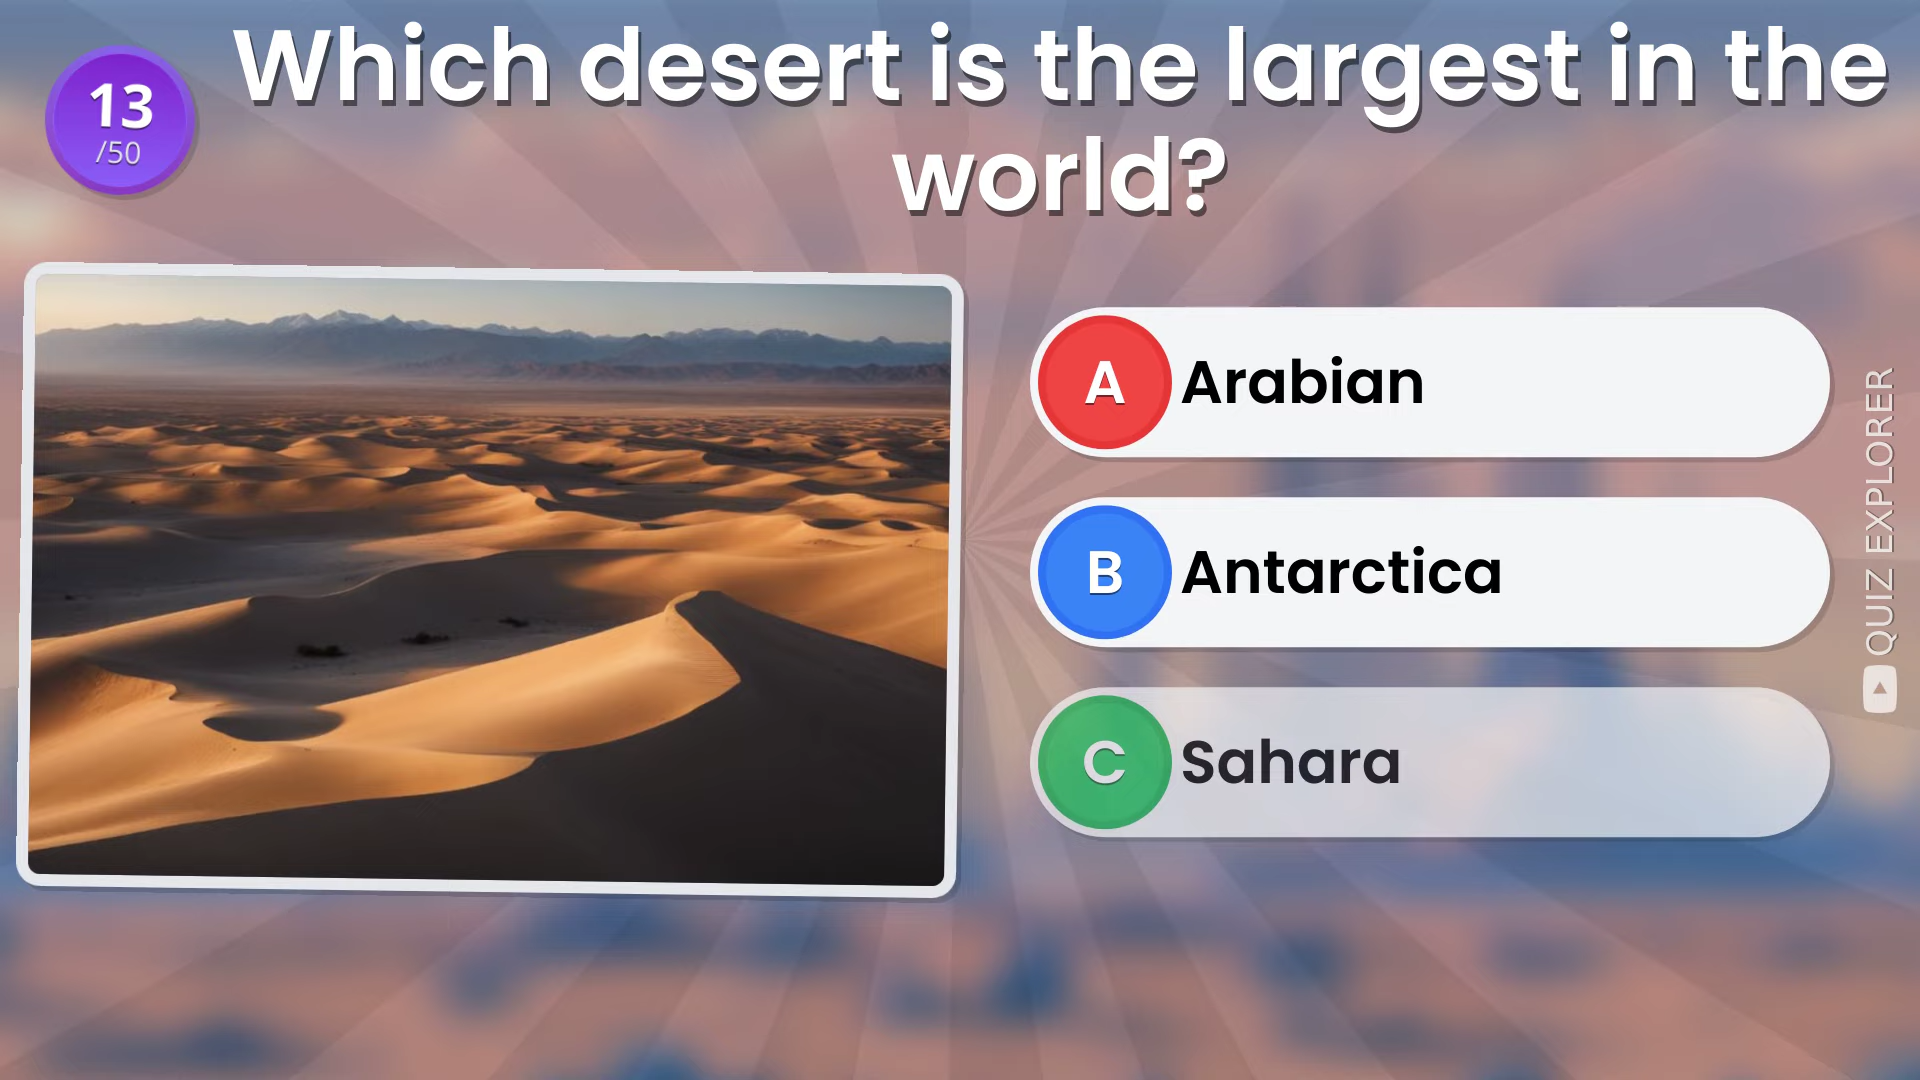 Which desert is the largest in the
world?
13
/50
A Arabian
B Antarctica
C Sahara
QUIZ EXPLORER